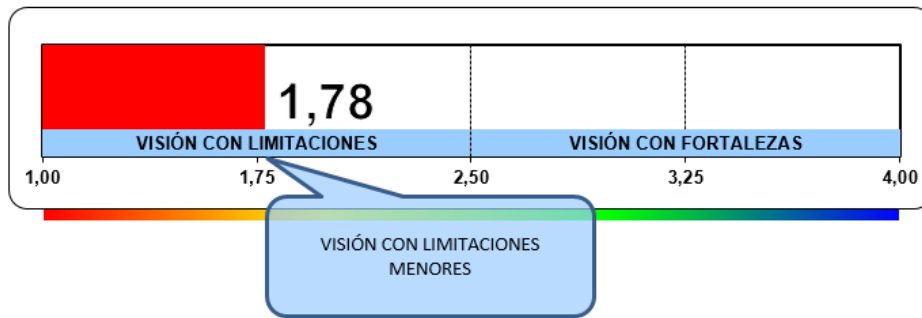 1,78
VISIÓN CON LIMITACIONES VISIÓN CON FORTALEZAS
1,00 1,75 2,50 3,25 4,00
VISIÓN CON LIMITACIONES
MENORES